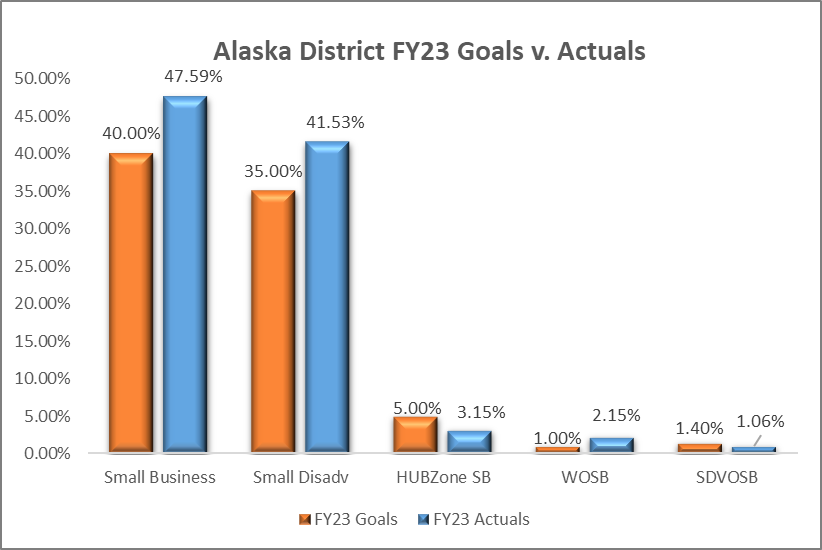 Alaska District FY23 Goals v. Actuals
50.00%
45.00%
40.00%
35.00%
30.00%
25.00%
20.00%
15.00%
10.00%
5.00%
0.00%
40.00%
47.59%
35.00%
41.53%
5.00%
3.15%
1.00%
2.15%
1.40%
1.06%
Small Business
Small Disadv
HUBZone SB
WOSB
SDVOSB
FY23 Goals
FY23 Actuals